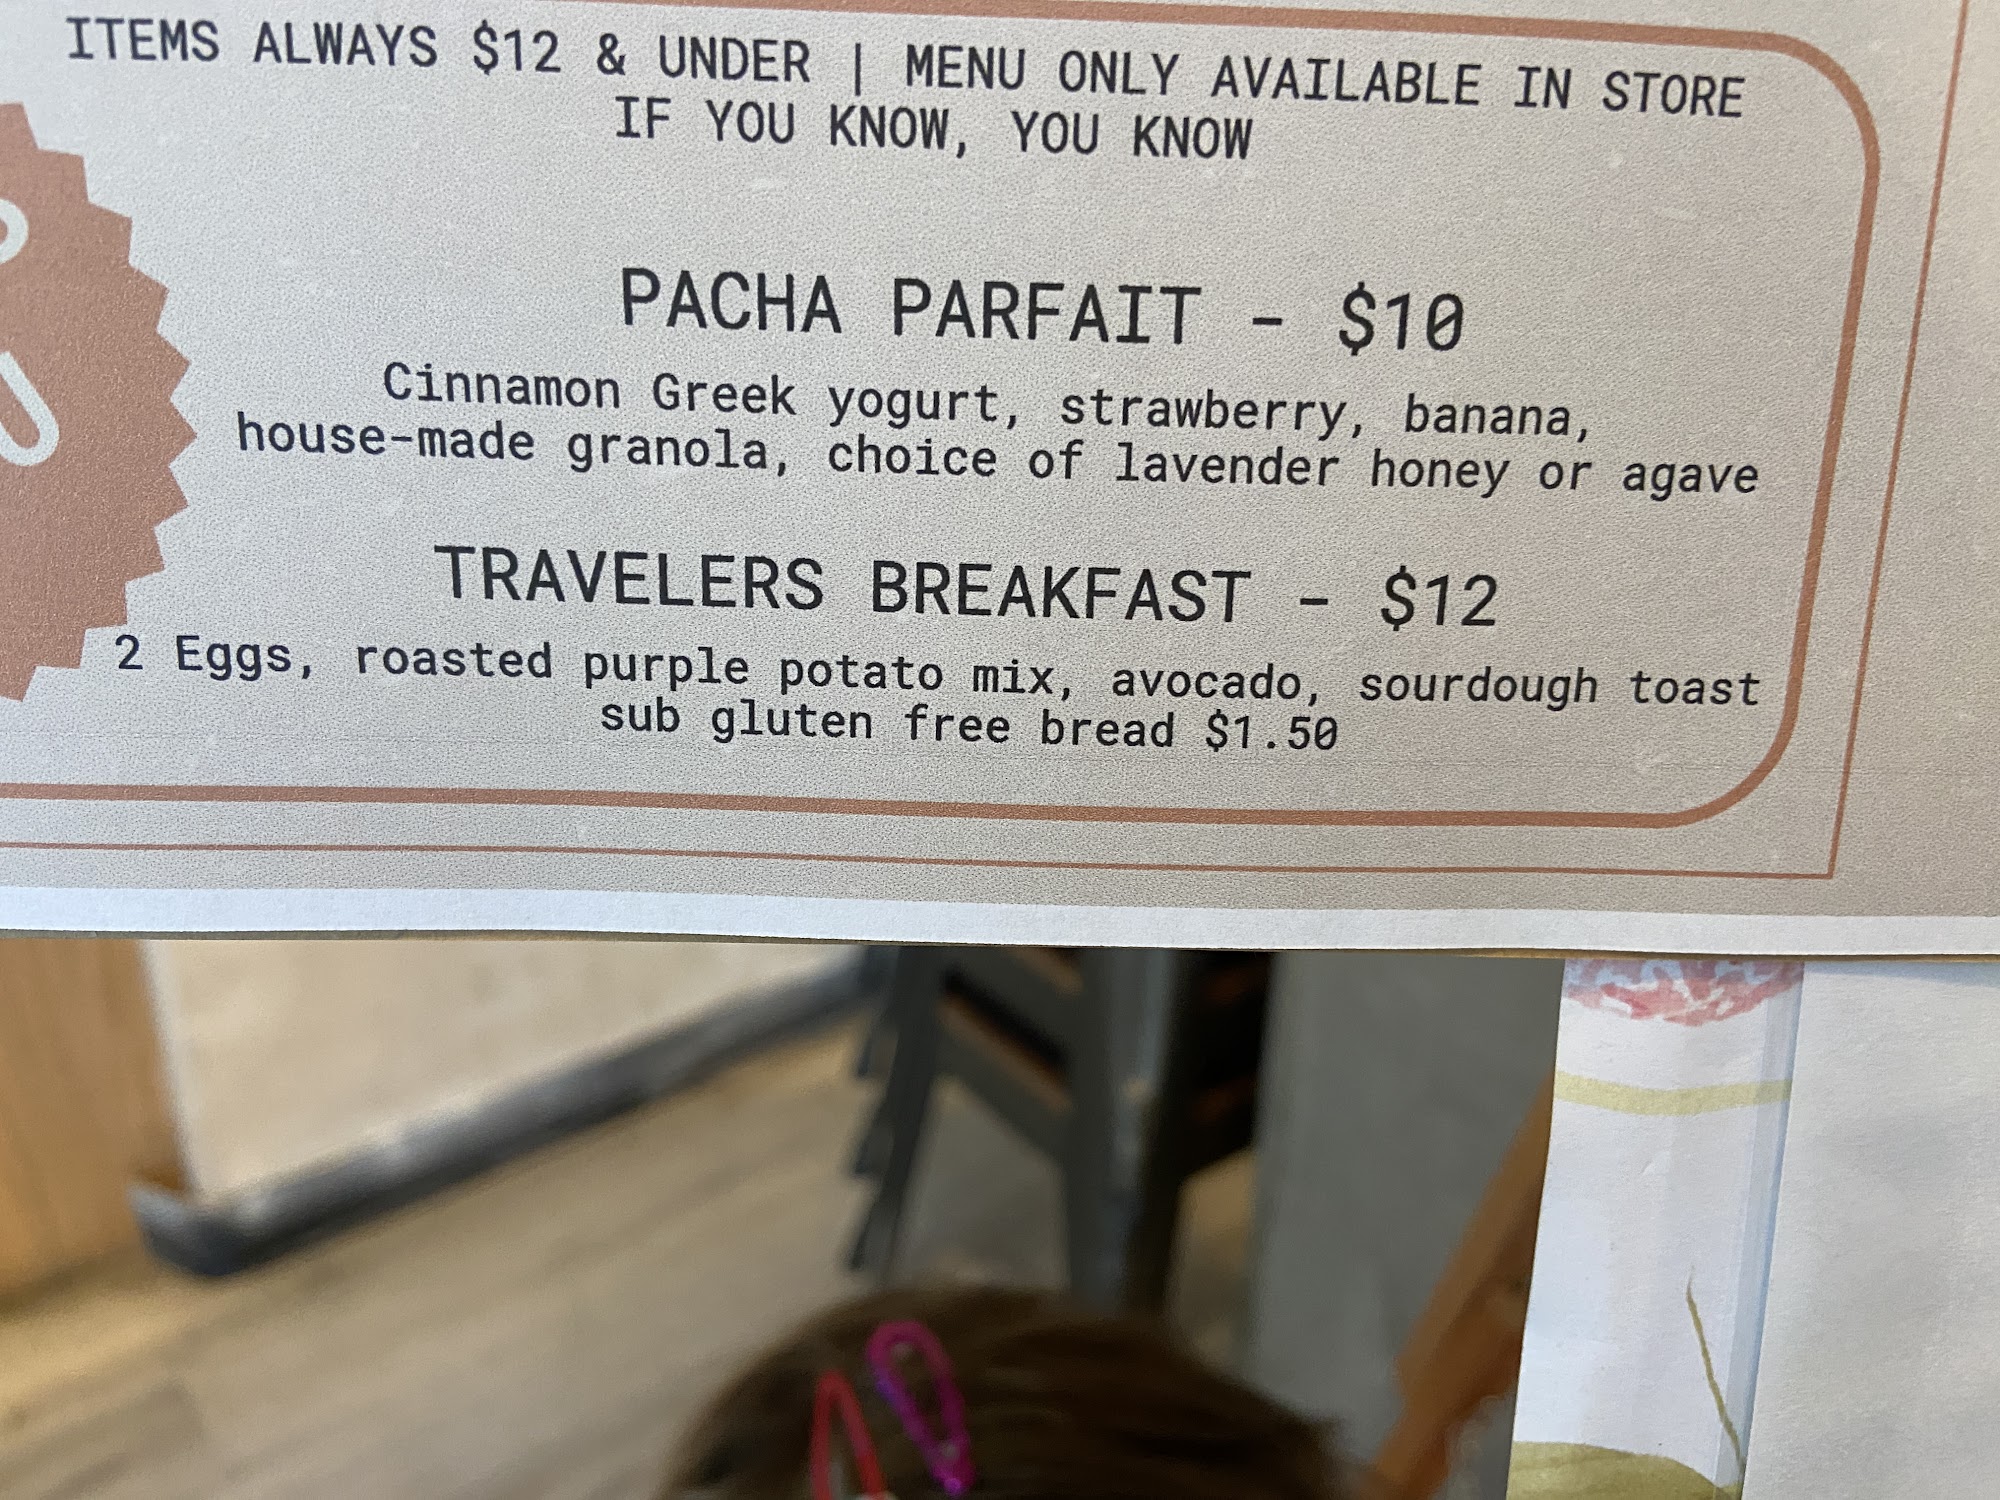 ITEMS ALWAYS $12 & UNDER | MENU ONLY AVAILABLE IN STORE
IF YOU KNOW, YOU KNOW
PACHA PARFAIT - $10
Cinnamon Greek yogurt, strawberry, banana,
house-made granola, choice of lavender honey or agave
TRAVELERS BREAKFAST - $12
2 Eggs, roasted purple potato mix, avocado, sourdough toast
sub gluten free bread $1.50